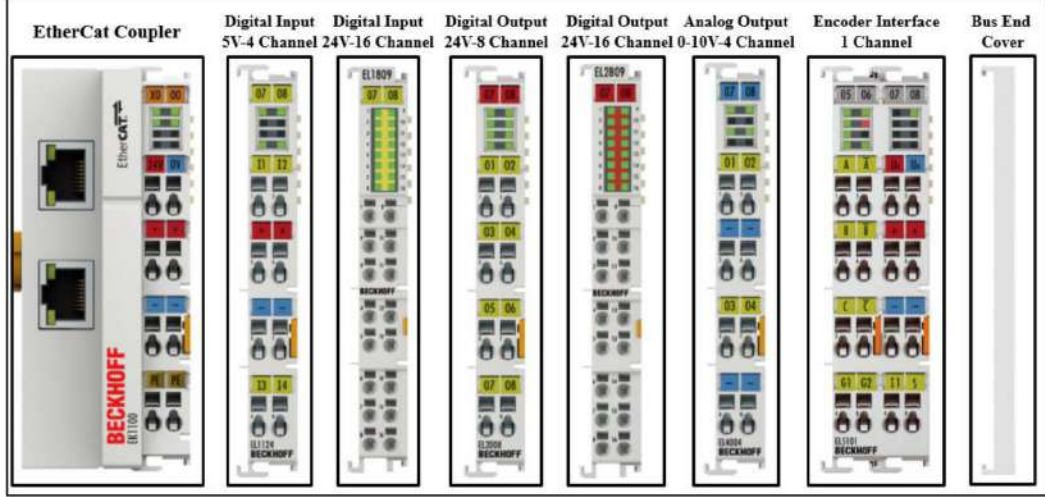 EtherCat Coupler
Digital Input
5V-4 Channel
Digital Input
24V-16 Channel
Digital Output
24V-8 Channel
Digital Output
24V-16 Channel
Analog Output
0-10V-4 Channel
Encoder Interface
1 Channel
Bus End
Cover
X0 00
EtherCAT
24V 0V
+ +
- -
PE PE
BECKHOFF
EK1100
07 08
I1 I2
+ +
- -
I3 I4
EL1124
BECKHOFF
EL1809
07 08
BECKHOFF
07 08
01 02
03 04
05 06
07 08
EL2008
BECKHOFF
EL2809
07 08
BECKHOFF
07 08
01 02
- -
03 04
- -
EL4004
BECKHOFF
05 06 07 08
A A̅
B B̅ + +
C C̅ - -
G1 G2 I1 S
EL5101
BECKHOFF